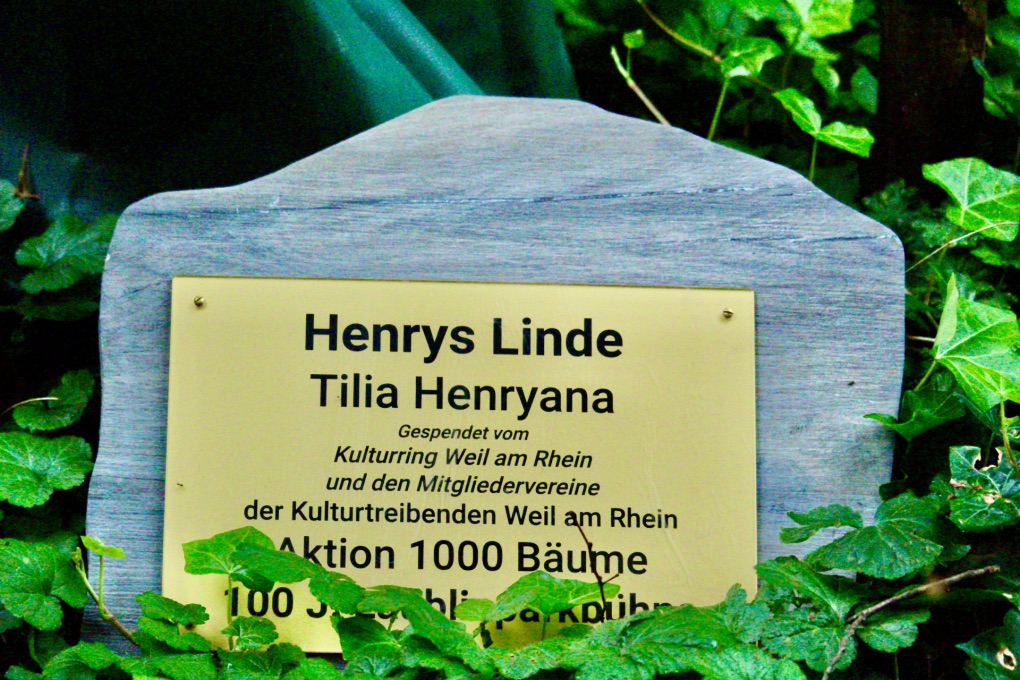 Henrys Linde
Tilia Henryana
Gespendet vom
Kulturring Weil am Rhein
und den Mitgliedervereine
der Kulturtreibenden Weil am Rhein
Aktion 1000 Bäume
100